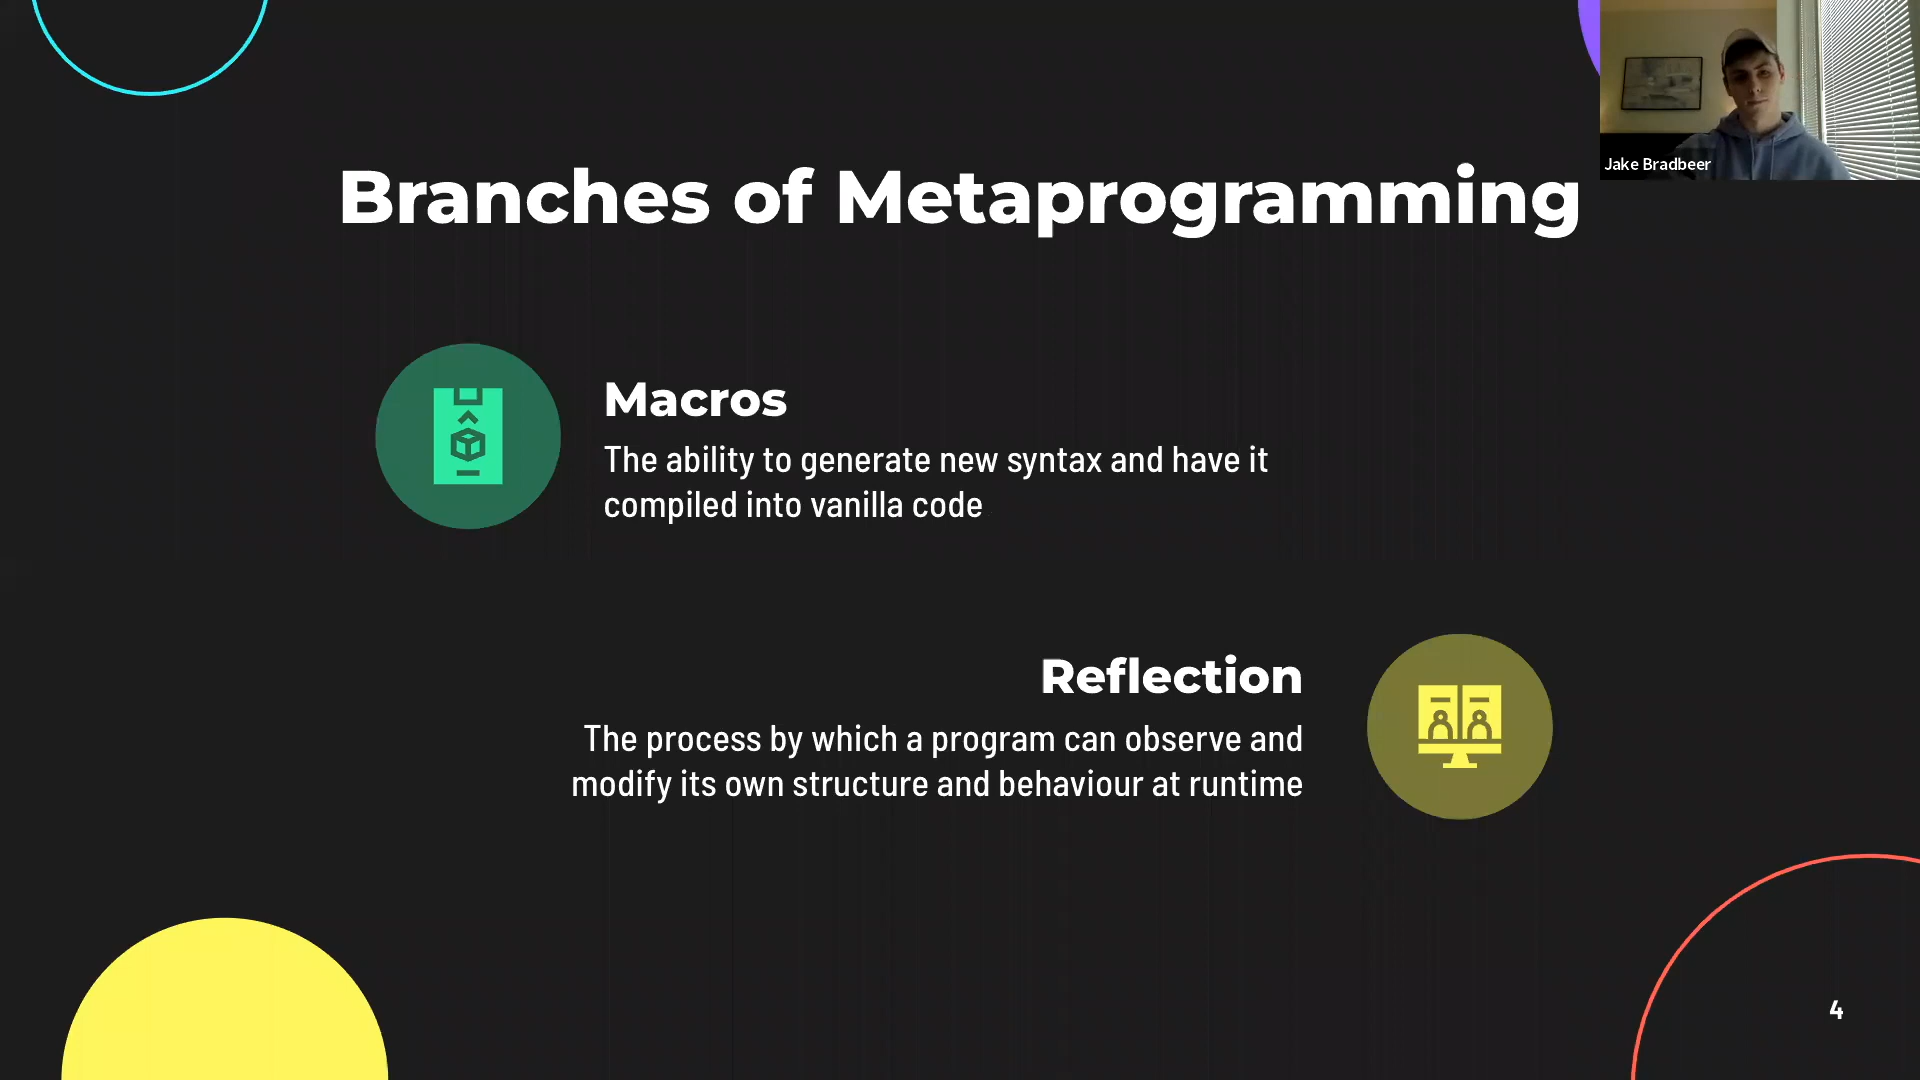 Jake Bradbeer
Branches of Metaprogramming
Macros
The ability to generate new syntax and have it
compiled into vanilla code
Reflection
The process by which a program can observe and
modify its own structure and behaviour at runtime
4